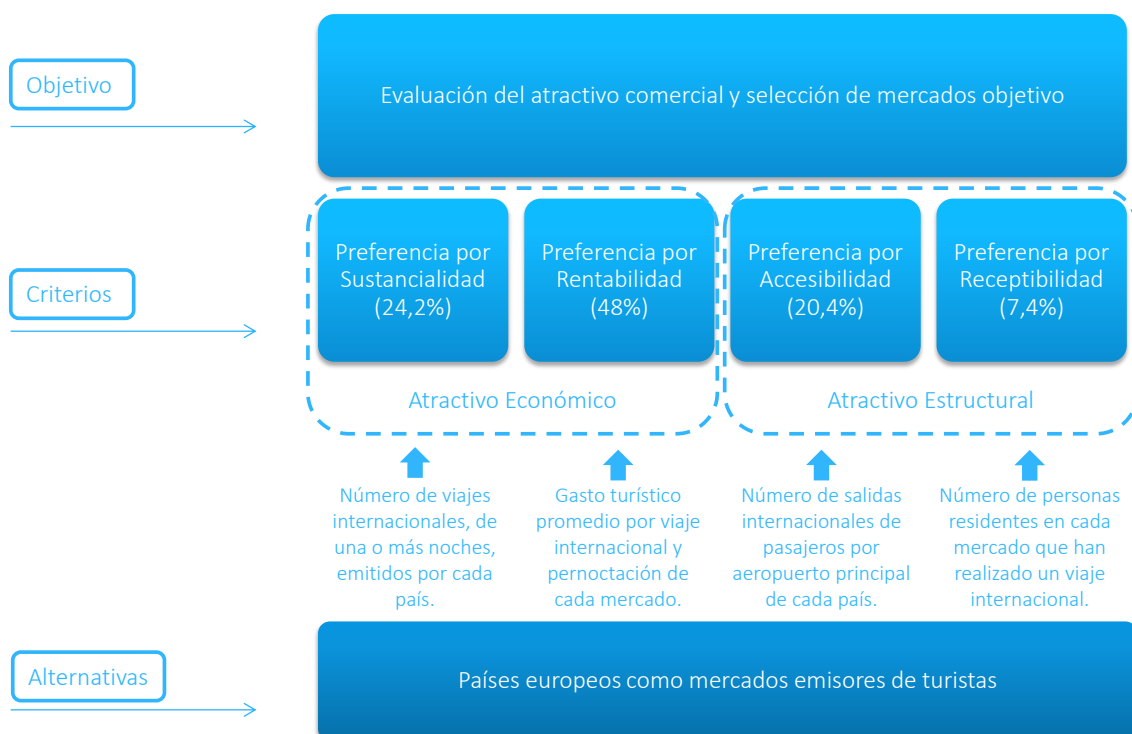 Objetivo
Evaluación del atractivo comercial y selección de mercados objetivo
Criterios
Preferencia por
Sustancialidad
(24,2%)
Preferencia por
Rentabilidad
(48%)
Preferencia por
Accesibilidad
(20,4%)
Preferencia por
Receptibilidad
(7,4%)
Atractivo Económico
Atractivo Estructural
Número de viajes
internacionales, de
una o más noches,
emitidos por cada
país.
Gasto turístico
promedio por viaje
internacional y
pernoctación de
cada mercado.
Número de salidas
internacionales de
pasajeros por
aeropuerto principal
de cada país.
Número de personas
residentes en cada
mercado que han
realizado un viaje
internacional.
Alternativas
Países europeos como mercados emisores de turistas